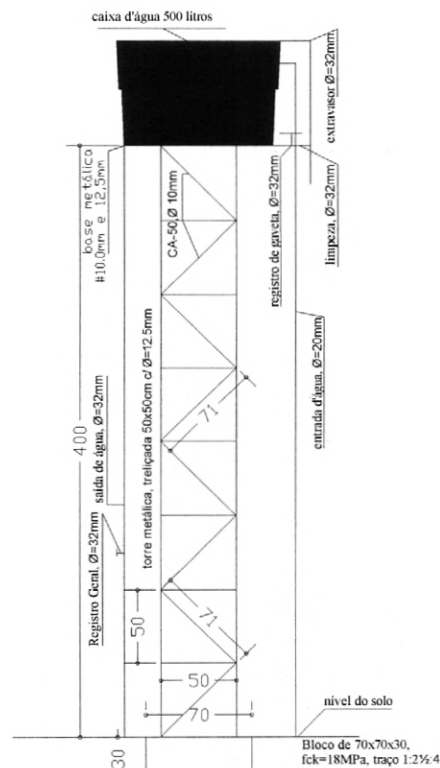 caixa d'água 500 litros
extravasor Ø=32mm
base metálica
#10.0mm e 12,5mm
CA-50,Ø 10mm
registro de gaveta, Ø=32mm
limpeza, Ø=32mm
entrada d'água, Ø=20mm
torre metálica, treliçada 50x50cm c/ Ø=12.5mm
71
400
saída de água, Ø=32mm
Registro Geral, Ø=32mm
71
50
50
70
nível do solo
30
Bloco de 70x70x30,
fck=18MPa, traço 1:2½:4